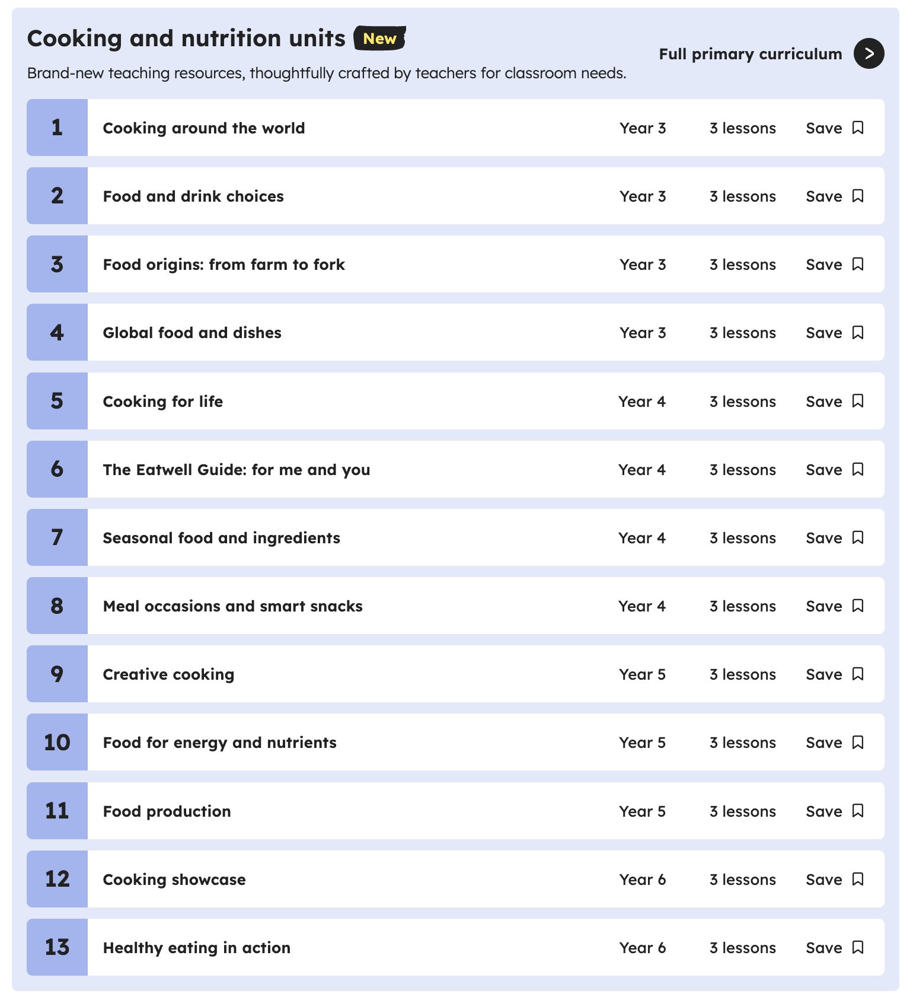 Cooking and nutrition units New
Full primary curriculum
Brand-new teaching resources, thoughtfully crafted by teachers for classroom needs.
1 Cooking around the world Year 3 3 lessons Save
2 Food and drink choices Year 3 3 lessons Save
3 Food origins: from farm to fork Year 3 3 lessons Save
4 Global food and dishes Year 3 3 lessons Save
5 Cooking for life Year 4 3 lessons Save
6 The Eatwell Guide: for me and you Year 4 3 lessons Save
7 Seasonal food and ingredients Year 4 3 lessons Save
8 Meal occasions and smart snacks Year 4 3 lessons Save
9 Creative cooking Year 5 3 lessons Save
10 Food for energy and nutrients Year 5 3 lessons Save
11 Food production Year 5 3 lessons Save
12 Cooking showcase Year 6 3 lessons Save
13 Healthy eating in action Year 6 3 lessons Save